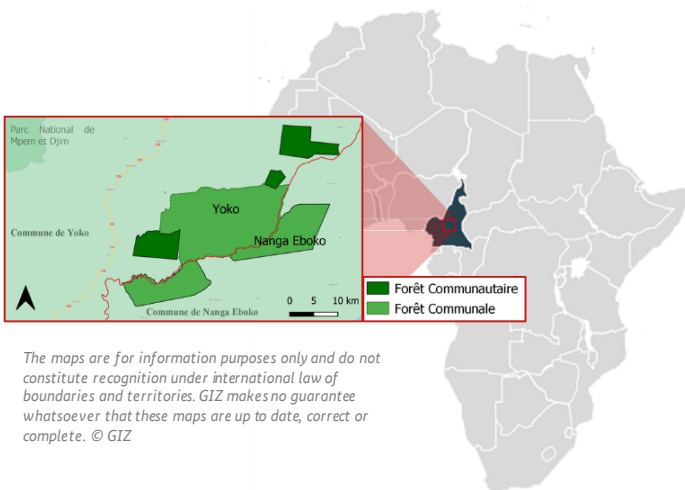 Parc National de
Mpem et Djim
Yoko
Commune de Yoko
Nanga Eboko
0 5 10 km
Commune de Nanga Eboko
Forêt Communautaire
Forêt Communale
The maps are for information purposes only and do not
constitute recognition under international law of
boundaries and territories. GIZ makes no guarantee
whatsoever that these maps are up to date, correct or
complete. © GIZ